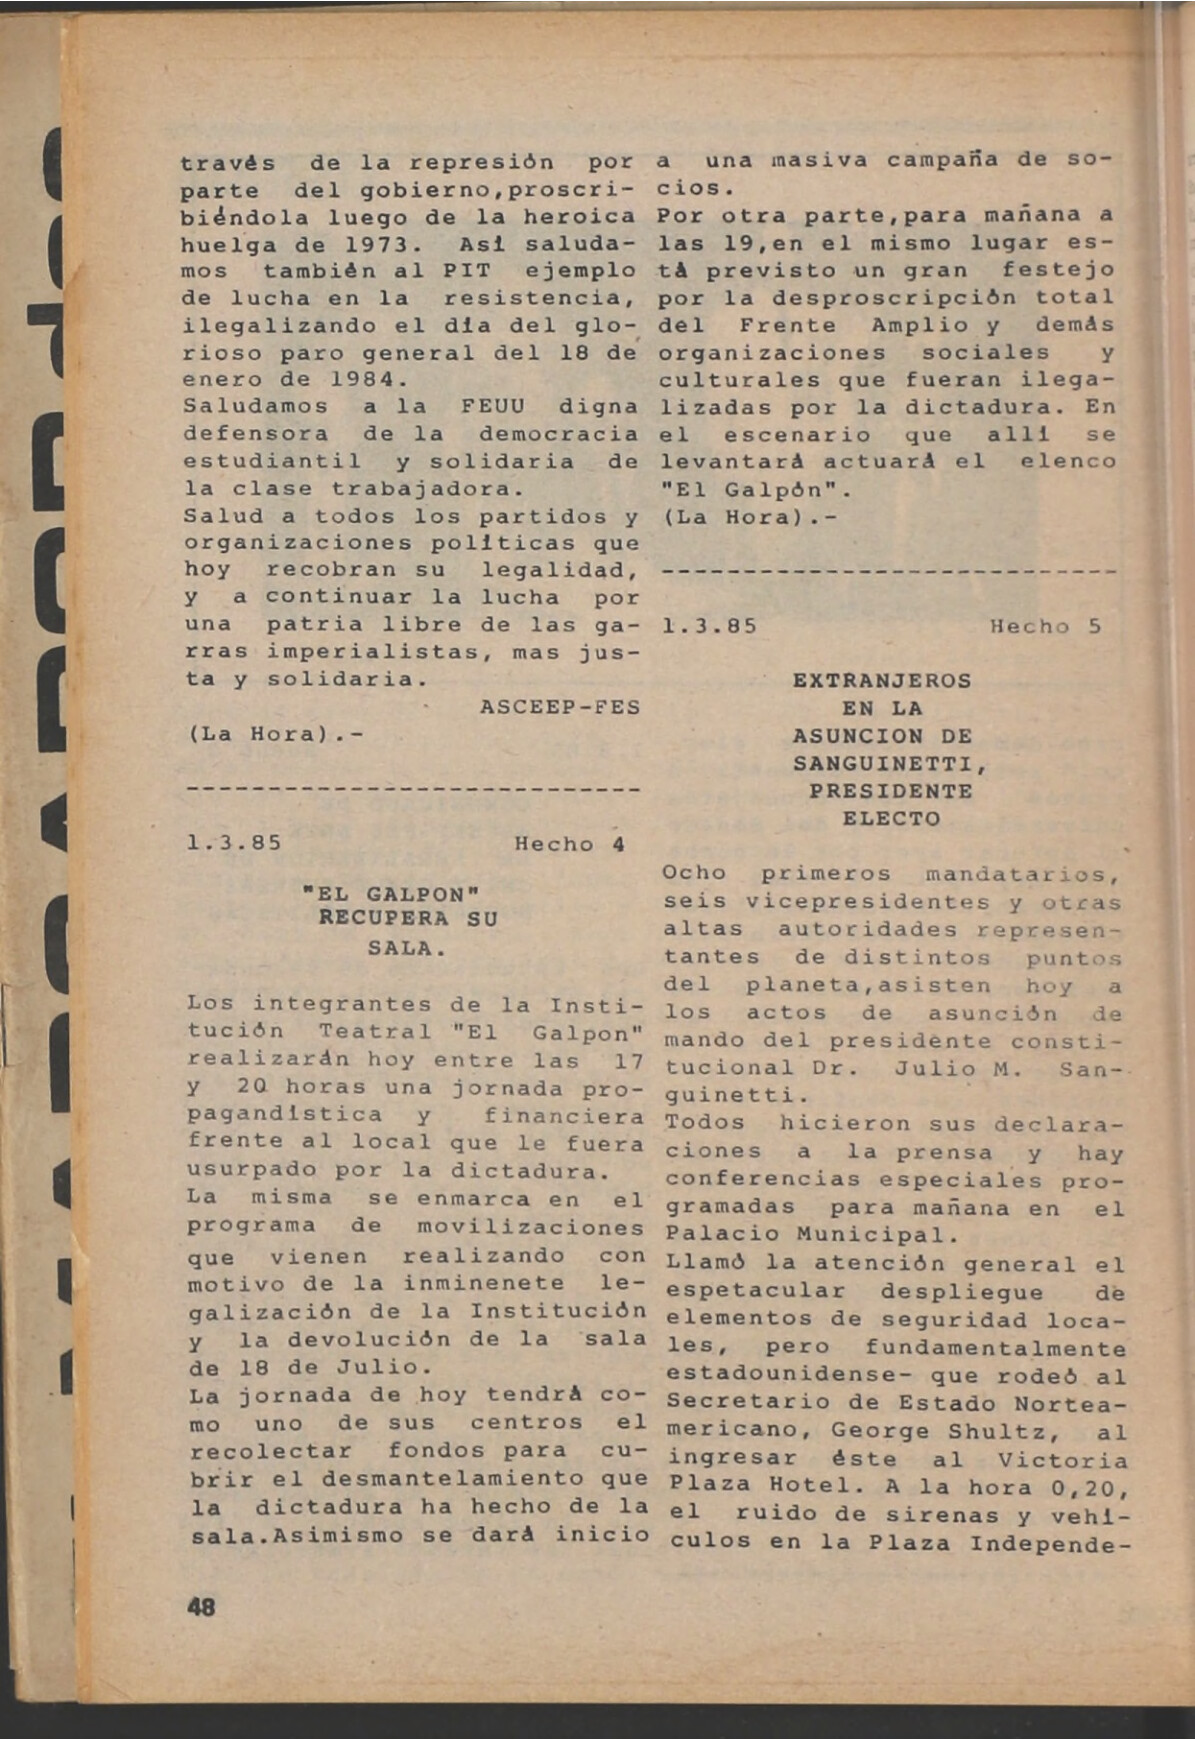 través de la represión por
parte del gobierno,proscri-
biéndola luego de la heroica
huelga de 1973. Así saluda-
mos también al PIT ejemplo
de lucha en la resistencia,
ilegalizando el día del glo-
rioso paro general del 18 de
enero de 1984.
Saludamos a la FEUU digna
defensora de la democracia
estudiantil y solidaria de
la clase trabajadora.
Salud a todos los partidos y
organizaciones políticas que
hoy recobran su legalidad,
y a continuar la lucha por
una patria libre de las ga-
rras imperialistas, mas jus-
ta y solidaria.
ASCEEP-FES
(La Hora).-
1.3.85 Hecho 4
"EL GALPON"
RECUPERA SU
SALA.
Los integrantes de la Insti-
tución Teatral "El Galpon"
realizarán hoy entre las 17
y 20 horas una jornada pro-
pagandística y financiera
frente al local que le fuera
usurpado por la dictadura.
La misma se enmarca en el
programa de movilizaciones
que vienen realizando con
motivo de la inminenete le-
galización de la Institución
y la devolución de la sala
de 18 de Julio.
La jornada de hoy tendrá co-
mo uno de sus centros el
recolectar fondos para cu-
brir el desmantelamiento que
la dictadura ha hecho de la
sala.Asimismo se dará inicio
a una masiva campaña de so-
cios.
Por otra parte,para mañana a
las 19,en el mismo lugar es-
tá previsto un gran festejo
por la desproscripción total
del Frente Amplio y demás
organizaciones sociales y
culturales que fueran ilega-
lizadas por la dictadura. En
el escenario que allí se
levantará actuará el elenco
"El Galpón".
(La Hora).-
1.3.85 Hecho 5
EXTRANJEROS
EN LA
ASUNCION DE
SANGUINETTI,
PRESIDENTE
ELECTO
Ocho primeros mandatarios,
seis vicepresidentes y otras
altas autoridades represen-
tantes de distintos puntos
del planeta,asisten hoy a
los actos de asunción de
mando del presidente consti-
tucional Dr. Julio M. San-
guinetti.
Todos hicieron sus declara-
ciones a la prensa y hay
conferencias especiales pro-
gramadas para mañana en el
Palacio Municipal.
Llamó la atención general el
espetacular despliegue de
elementos de seguridad loca-
les, pero fundamentalmente
estadounidense- que rodeó al
Secretario de Estado Nortea-
mericano, George Shultz, al
ingresar éste al Victoria
Plaza Hotel. A la hora 0,20,
el ruido de sirenas y vehí-
culos en la Plaza Independe-
48